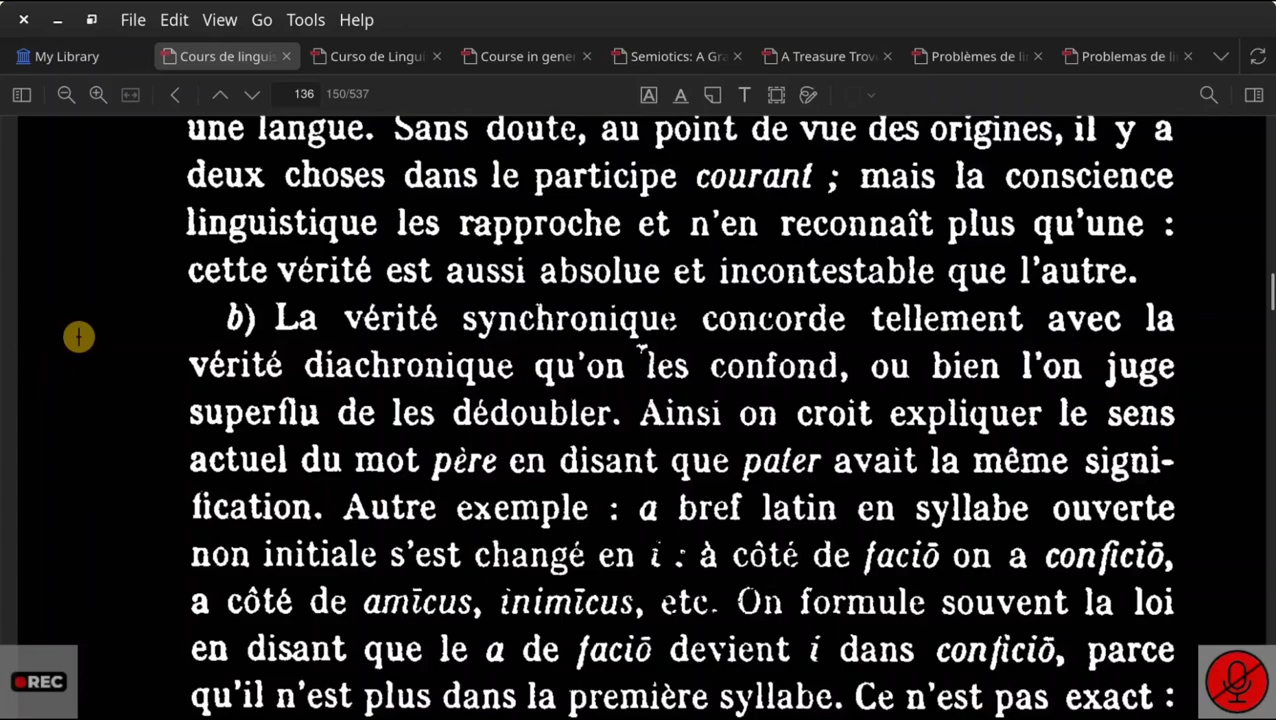 File Edit View Go Tools Help
My Library Cours de linguis Curso de Lingui Course in gener Semiotics: A Gra A Treasure Trov Problèmes de li Problemas de li
136 150/537
une langue. Sans doute, au point de vue des origines, il y a
deux choses dans le participe courant ; mais la conscience
linguistique les rapproche et n'en reconnaît plus qu'une :
cette vérité est aussi absolue et incontestable que l'autre.
b) La vérité synchronique concorde tellement avec la
vérité diachronique qu'on les confond, ou bien l'on juge
superflu de les dédoubler. Ainsi on croit expliquer le sens
actuel du mot père en disant que pater avait la même signi-
fication. Autre exemple : a bref latin en syllabe ouverte
non initiale s'est changé en i : à côté de faciō on a conficiō,
a côté de amīcus, inimīcus, etc. On formule souvent la loi
en disant que le a de faciō devient i dans conficiō, parce
qu'il n'est plus dans la première syllabe. Ce n'est pas exact :
REC